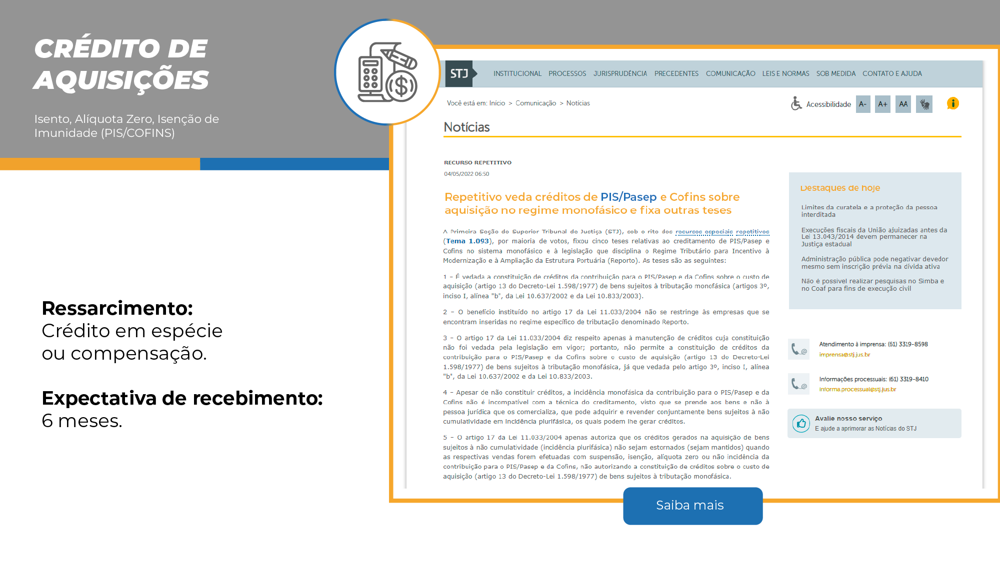 CRÉDITO DE
AQUISIÇÕES
Isento, Alíquota Zero, Isenção de
Imunidade (PIS/COFINS)
Ressarcimento:
Crédito em espécie
ou compensação.
Expectativa de recebimento:
6 meses.
STJ
INSTITUCIONAL PROCESSOS JURISPRUDÊNCIA PRECEDENTES COMUNICAÇÃO LEIS E NORMAS SOB MEDIDA CONTATO E AJUDA
Você está em: Início > Comunicação > Notícias
Acessibilidade A- A+ AA
Notícias
RECURSO REPETITIVO
04/05/2022 06:50
Repetitivo veda créditos de PIS/Pasep e Cofins sobre
aquisição no regime monofásico e fixa outras teses
A Primeira Seção do Superior Tribunal de Justiça (STJ), sob o rito dos recursos especiais repetitivos
(Tema 1.093), por maioria de votos, fixou cinco teses relativas ao creditamento de PIS/Pasep e
Cofins no sistema monofásico e à legislação que disciplina o Regime Tributário para Incentivo à
Modernização e à Ampliação da Estrutura Portuária (Reporto). As teses são as seguintes:
1 – É vedada a constituição de créditos da contribuição para o PIS/Pasep e da Cofins sobre o custo de
aquisição (artigo 13 do Decreto-Lei 1.598/1977) de bens sujeitos à tributação monofásica (artigos 3º,
inciso I, alínea "b", da Lei 10.637/2002 e da Lei 10.833/2003).
2 – O benefício instituído no artigo 17 da Lei 11.033/2004 não se restringe às empresas que se
encontram inseridas no regime específico de tributação denominado Reporto.
3 – O artigo 17 da Lei 11.033/2004 diz respeito apenas à manutenção de créditos cuja constituição
não foi vedada pela legislação em vigor; portanto, não permite a constituição de créditos da
contribuição para o PIS/Pasep e da Cofins sobre o custo de aquisição (artigo 13 do Decreto-Lei
1.598/1977) de bens sujeitos à tributação monofásica, já que vedada pelo artigo 3º, inciso I, alínea
"b", da Lei 10.637/2002 e da Lei 10.833/2003.
4 – Apesar de não constituir créditos, a incidência monofásica da contribuição para o PIS/Pasep e da
Cofins não é incompatível com a técnica do creditamento, visto que se prende aos bens e não à
pessoa jurídica que os comercializa, que pode adquirir e revender conjuntamente bens sujeitos à não
cumulatividade em incidência plurifásica, os quais podem lhe gerar créditos.
5 – O artigo 17 da Lei 11.033/2004 apenas autoriza que os créditos gerados na aquisição de bens
sujeitos à não cumulatividade (incidência plurifásica) não sejam estornados (sejam mantidos) quando
as respectivas vendas forem efetuadas com suspensão, isenção, alíquota zero ou não incidência da
contribuição para o PIS/Pasep e da Cofins, não autorizando a constituição de créditos sobre o custo de
aquisição (artigo 13 do Decreto-Lei 1.598/1977) de bens sujeitos à tributação monofásica.
Destaques de hoje
Limites da curatela e a proteção da pessoa
interditada
Execuções fiscais da União ajuizadas antes da
Lei 13.043/2014 devem permanecer na
Justiça estadual
Administração pública pode negativar devedor
mesmo sem inscrição prévia na dívida ativa
Não é possível realizar pesquisas no Simba e
no Coaf para fins de execução civil
Atendimento à imprensa: (61) 3319-8598
imprensa@stj.jus.br
Informações processuais: (61) 3319-8410
informa.processual@stj.jus.br
Avalie nosso serviço
E ajude a aprimorar as Notícias do STJ
Saiba mais